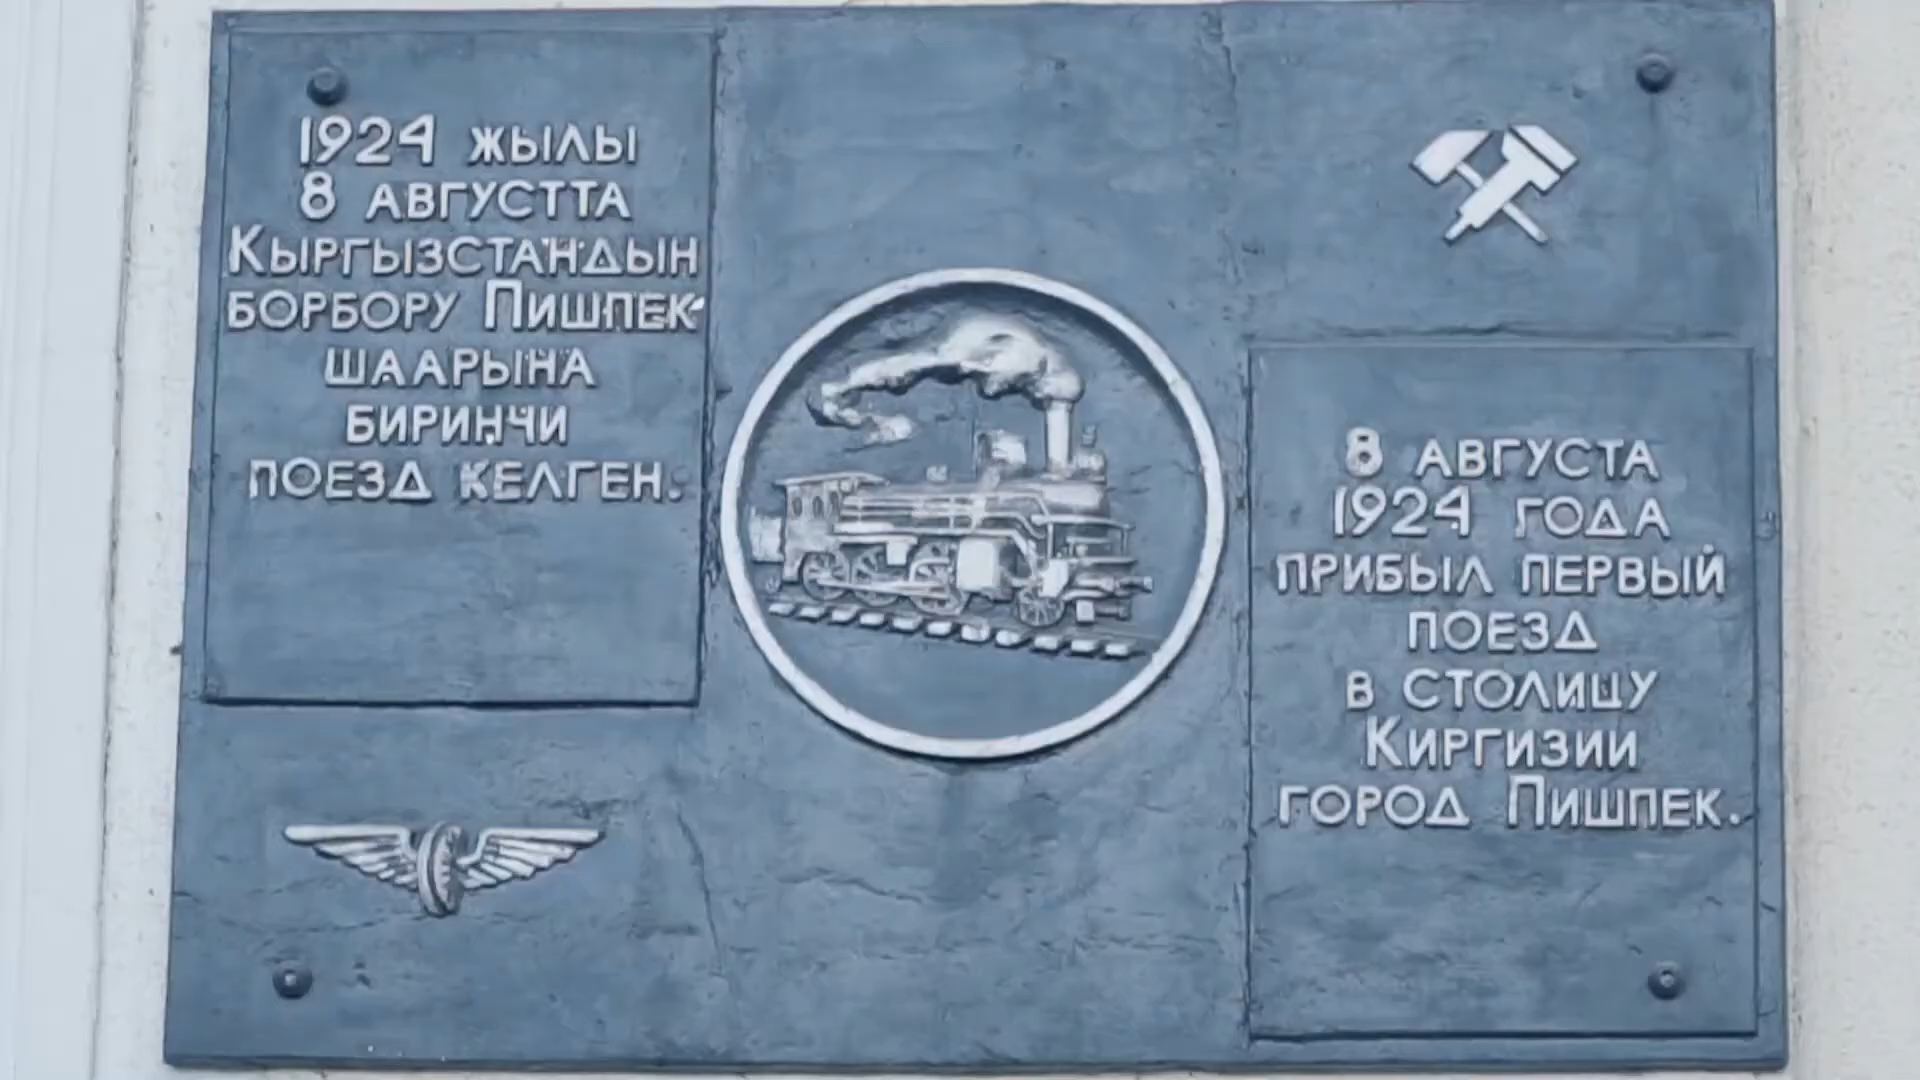 1924 жылы
8 августта
Кыргызстандын
борбору Пишпек
шаарына
биринчи
поезд келген.
8 августа
1924 года
прибыл первый
поезд
в столицу
Киргизии
город Пишпек.